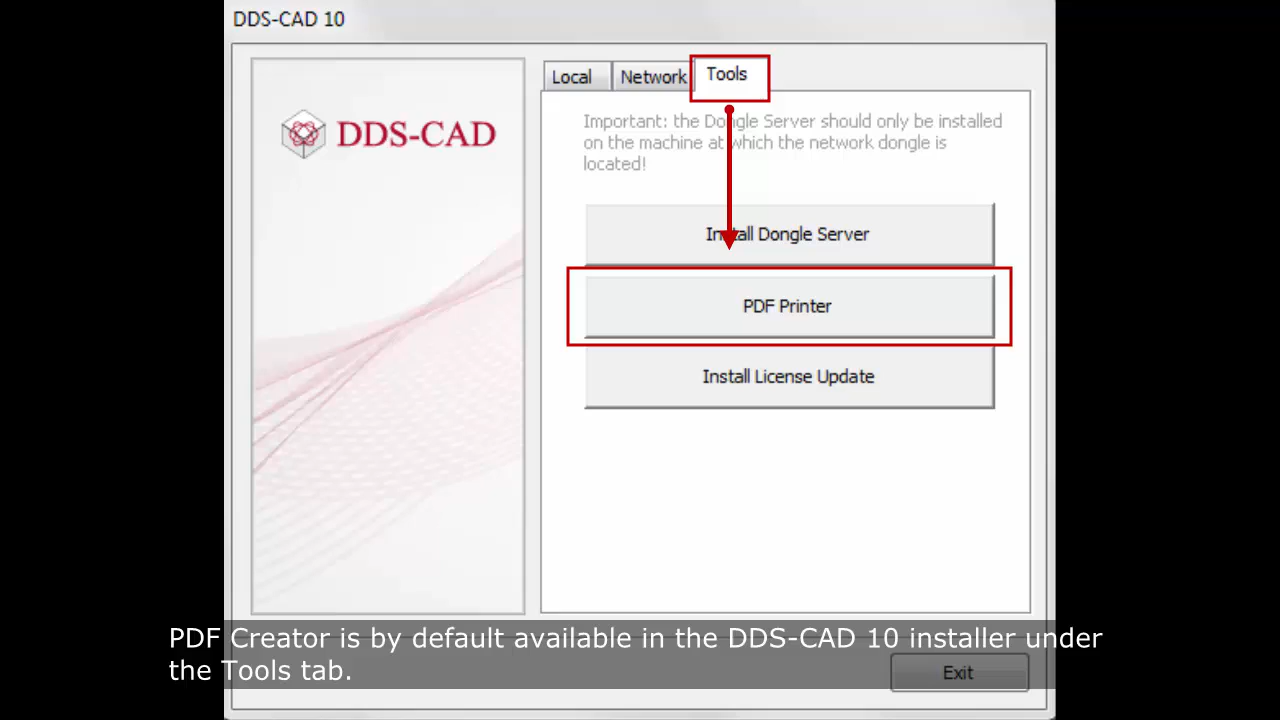 DDS-CAD 10
DDS-CAD
Local
Network
Tools
Important: the Dongle Server should only be installed
on the machine at which the network dongle is
located!
Install Dongle Server
PDF Printer
Install License Update
PDF Creator is by default available in the DDS-CAD 10 installer under
the Tools tab.
Exit